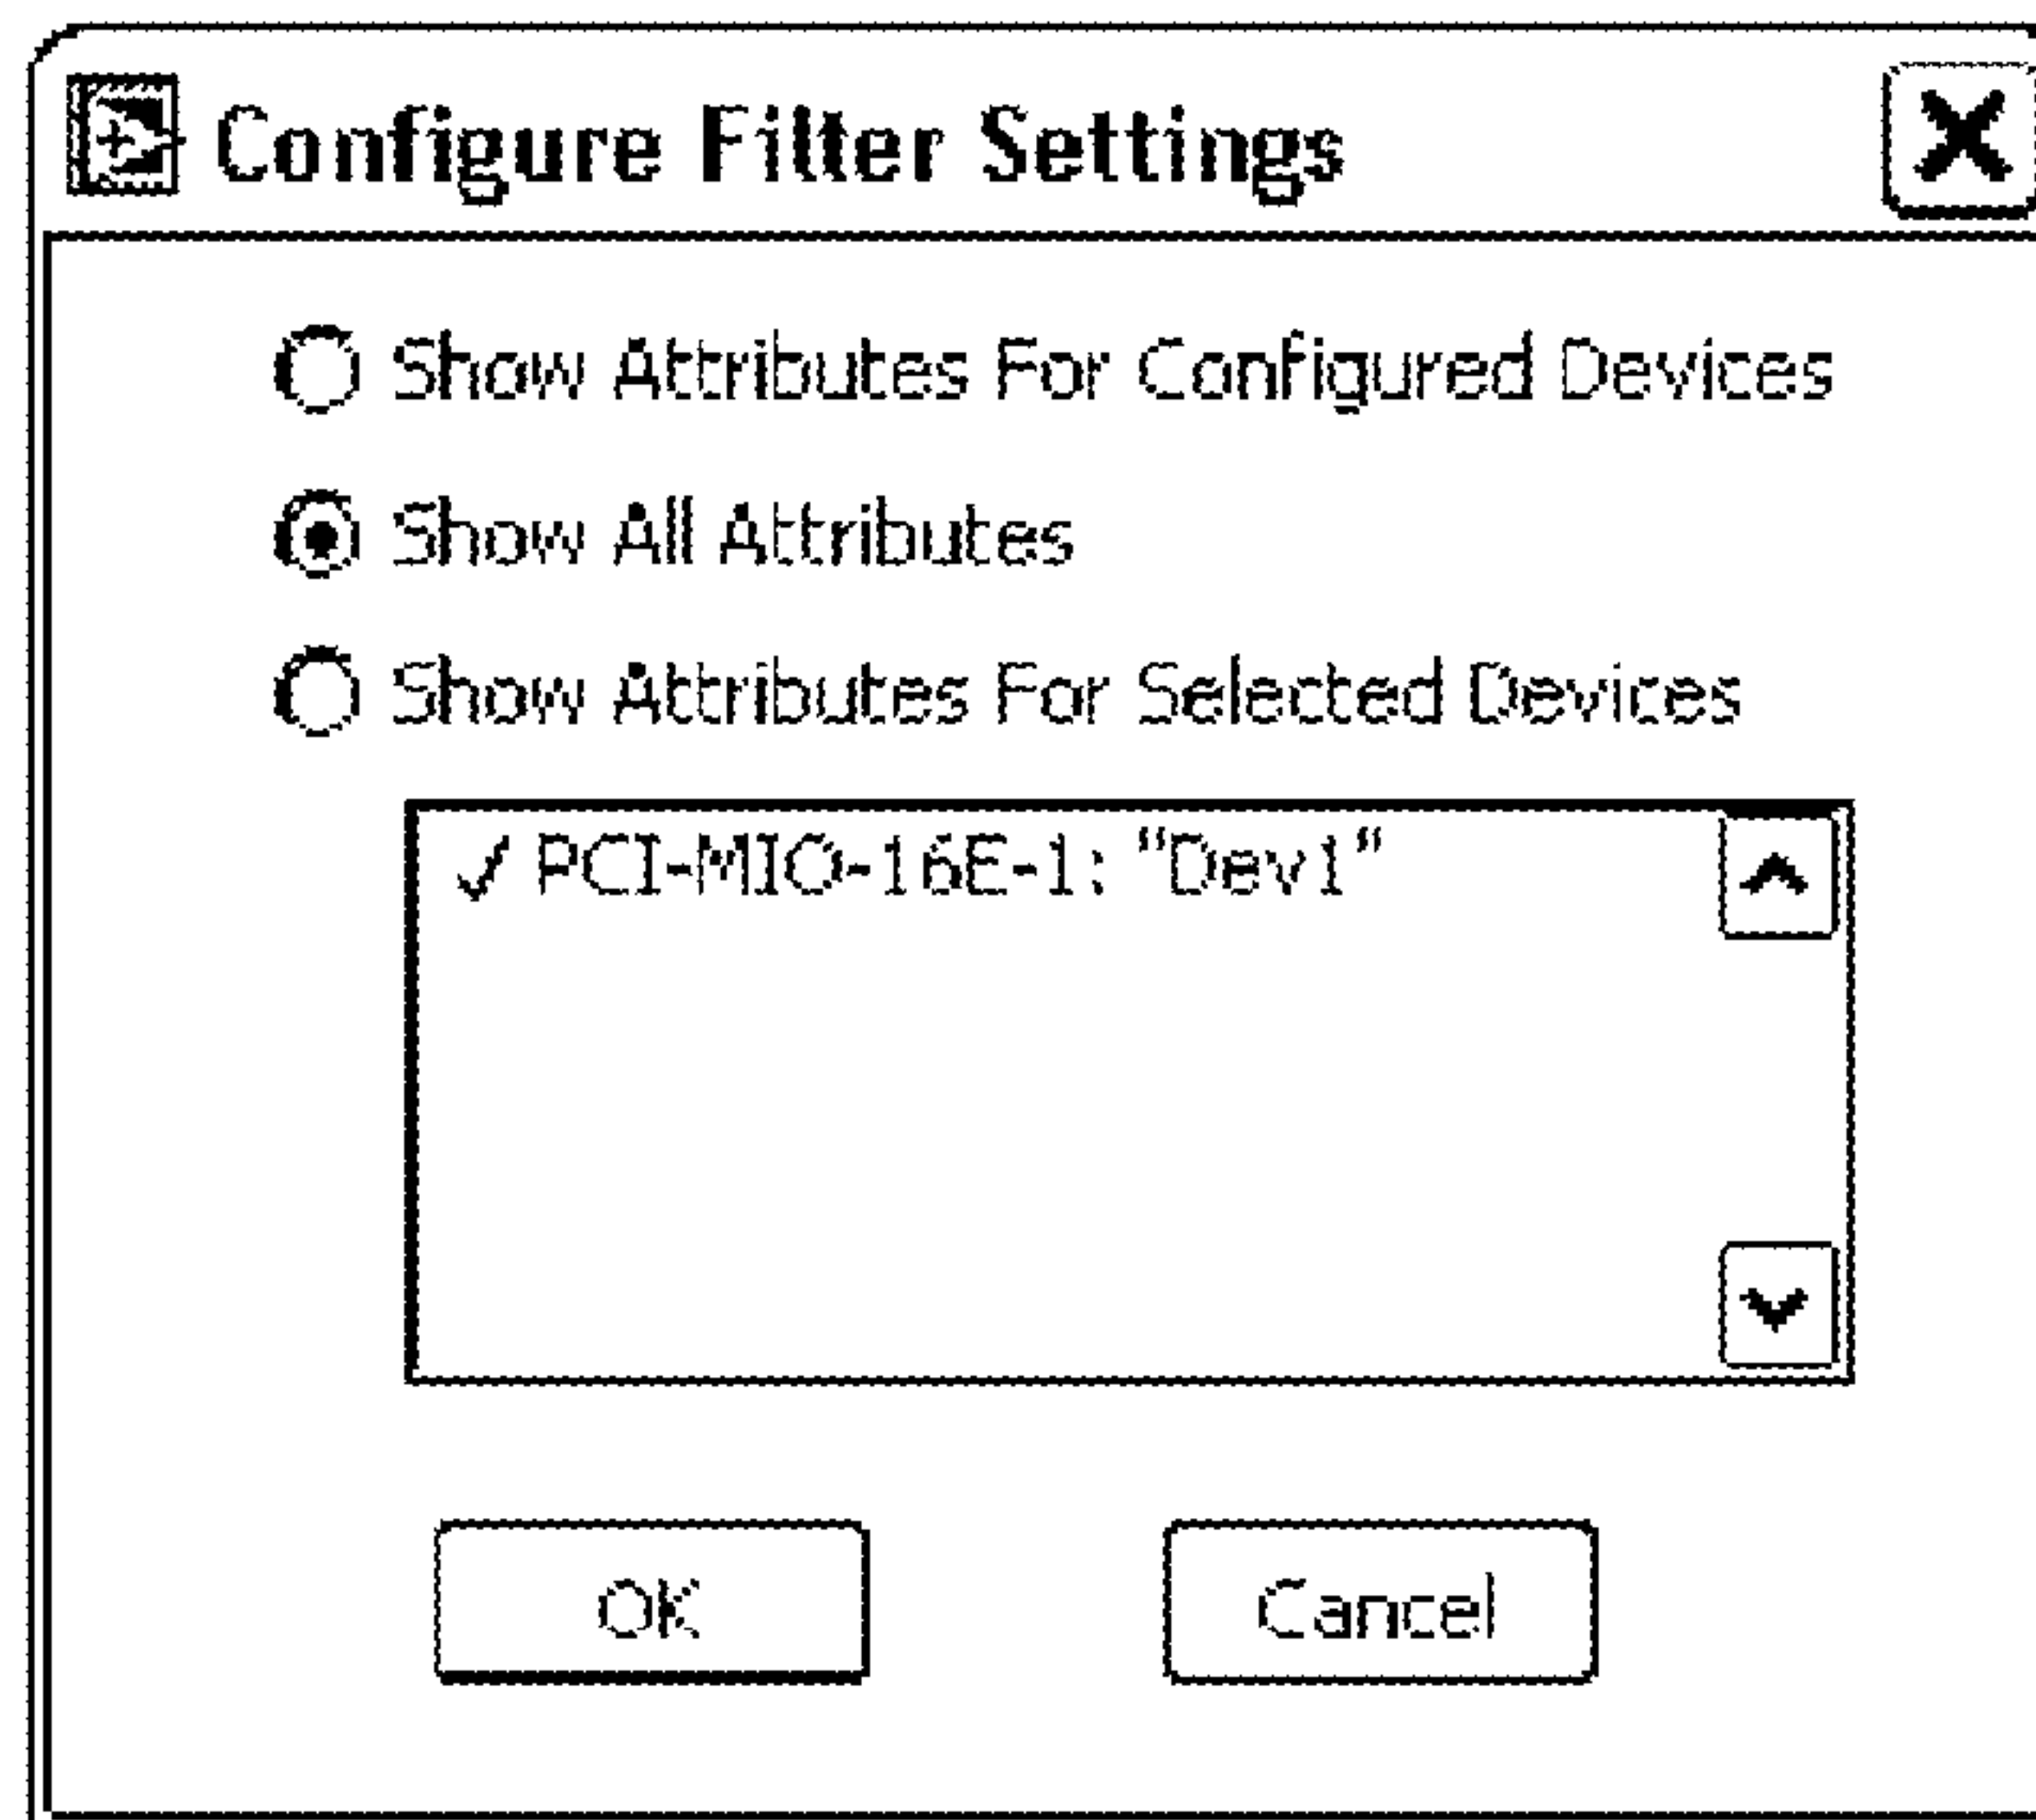 Configure Filter Settings
Show Attributes For Configured Devices
Show All Attributes
Show Attributes For Selected Devices
✓ PCI-MIO-16E-1: "Dev1"
OK
Cancel